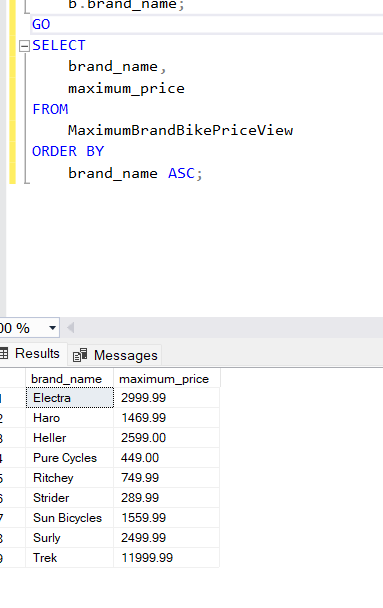 b.brand_name;
GO
SELECT
brand_name,
maximum_price
FROM
MaximumBrandBikePriceView
ORDER BY
brand_name ASC;
00 %
Results Messages
brand_name maximum_price
1 Electra 2999.99
2 Haro 1469.99
3 Heller 2599.00
4 Pure Cycles 449.00
5 Ritchey 749.99
6 Strider 289.99
7 Sun Bicycles 1559.99
8 Surly 2499.99
9 Trek 11999.99